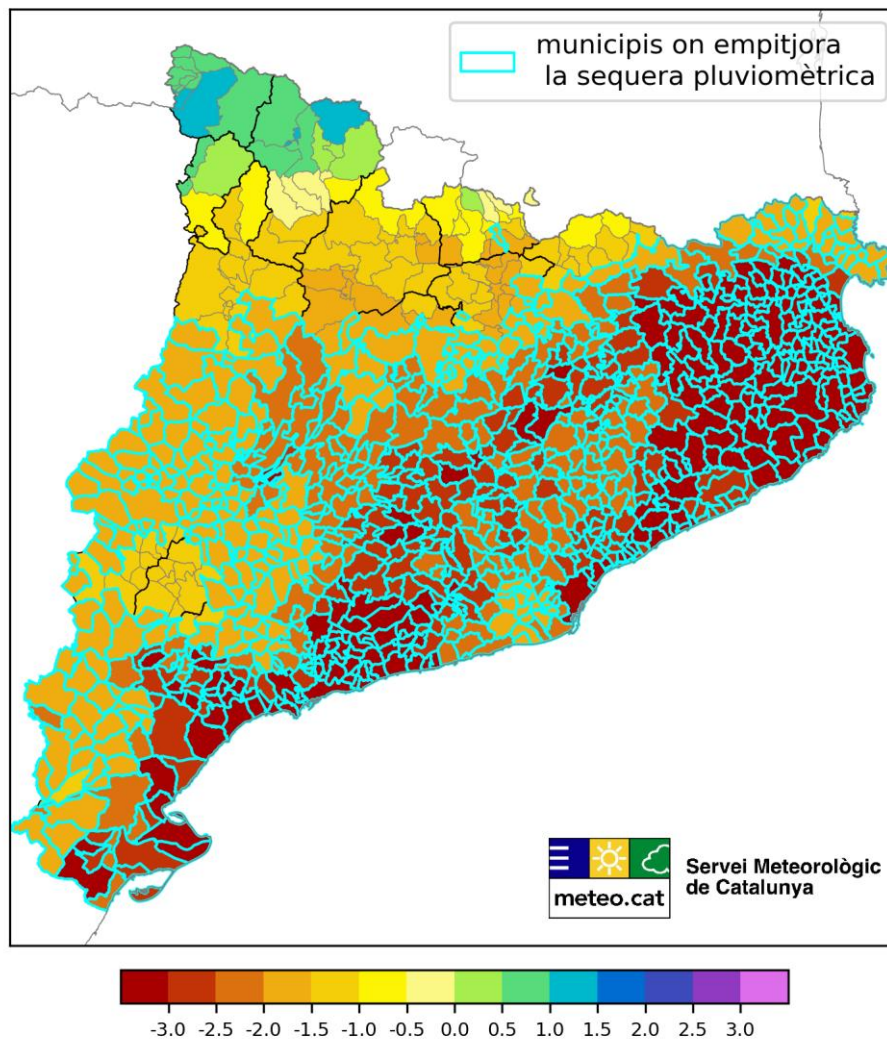 municipis on empitjora
la sequera pluviomètrica
meteo.cat
Servei Meteorològic
de Catalunya
-3.0 -2.5 -2.0 -1.5 -1.0 -0.5 0.0 0.5 1.0 1.5 2.0 2.5 3.0